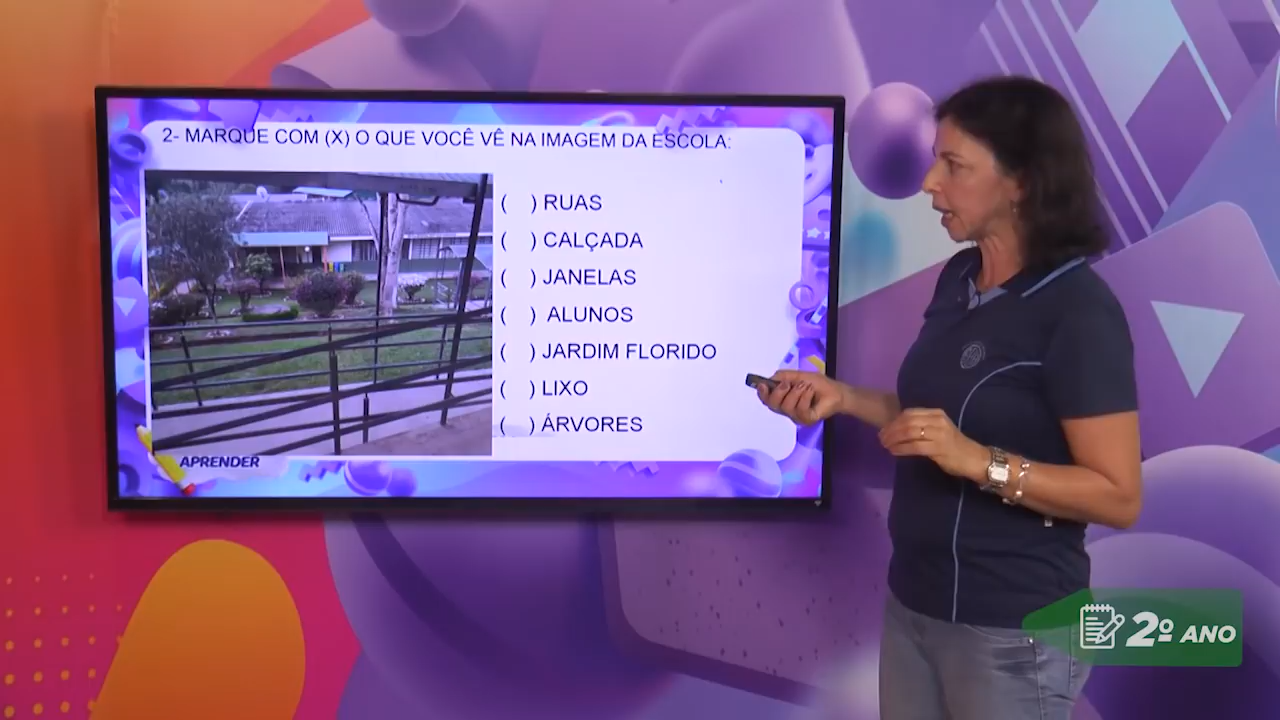 2- MARQUE COM (X) O QUE VOCÊ VÊ NA IMAGEM DA ESCOLA:
( ) RUAS
( ) CALÇADA
( ) JANELAS
( ) ALUNOS
( ) JARDIM FLORIDO
( ) LIXO
( ) ÁRVORES
APRENDER
2º ANO